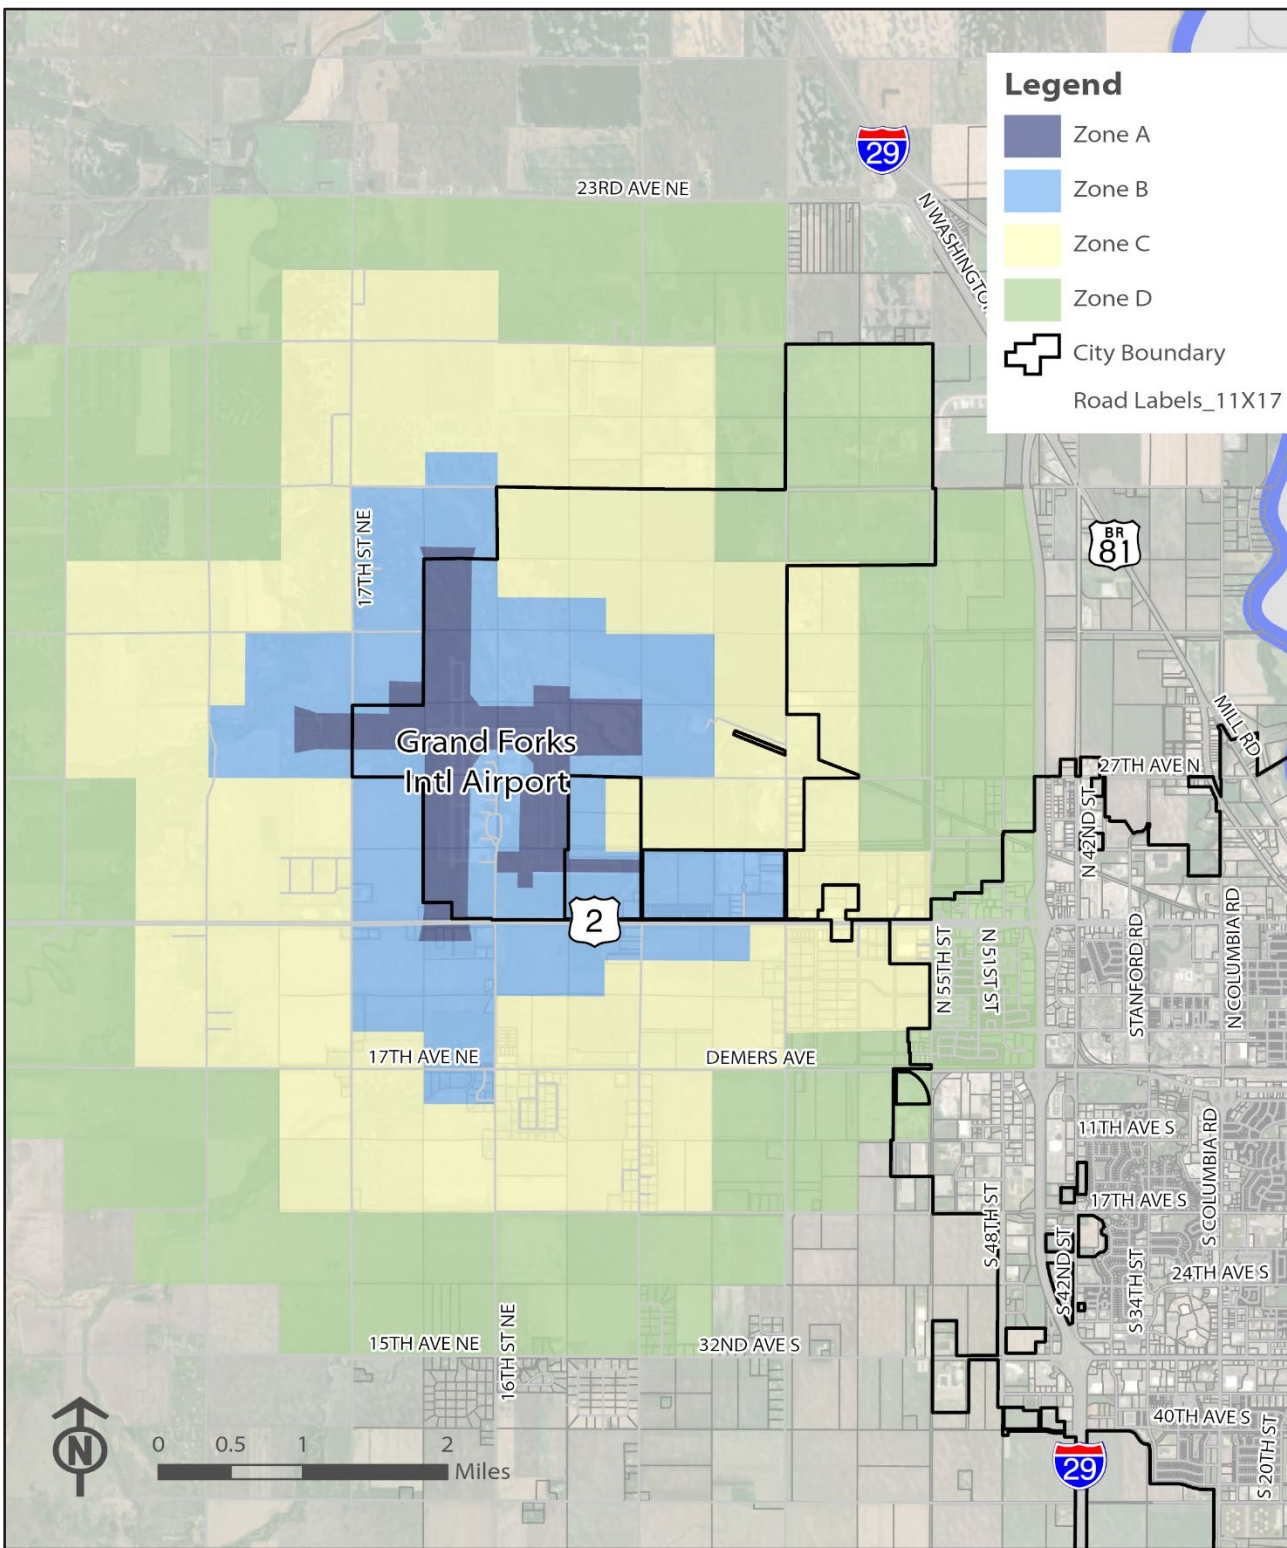 Legend
Zone A
Zone B
Zone C
Zone D
City Boundary
Road Labels_11X17
29
23RD AVE NE
N WASHINGTO
BR
81
17TH ST NE
MILL RD
Grand Forks
Intl Airport
27TH AVE N
N 42ND ST
2
N 55TH ST
N 51ST ST
STANFORD RD
N COLUMBIA RD
17TH AVE NE
DEMERS AVE
11TH AVE S
S COLUMBIA RD
17TH AVE S
S 48TH ST
S 42ND ST
S 34TH ST
24TH AVE S
15TH AVE NE
16TH ST NE
32ND AVE S
40TH AVE S
S 20TH ST
N
0 0.5 1 2
Miles
29